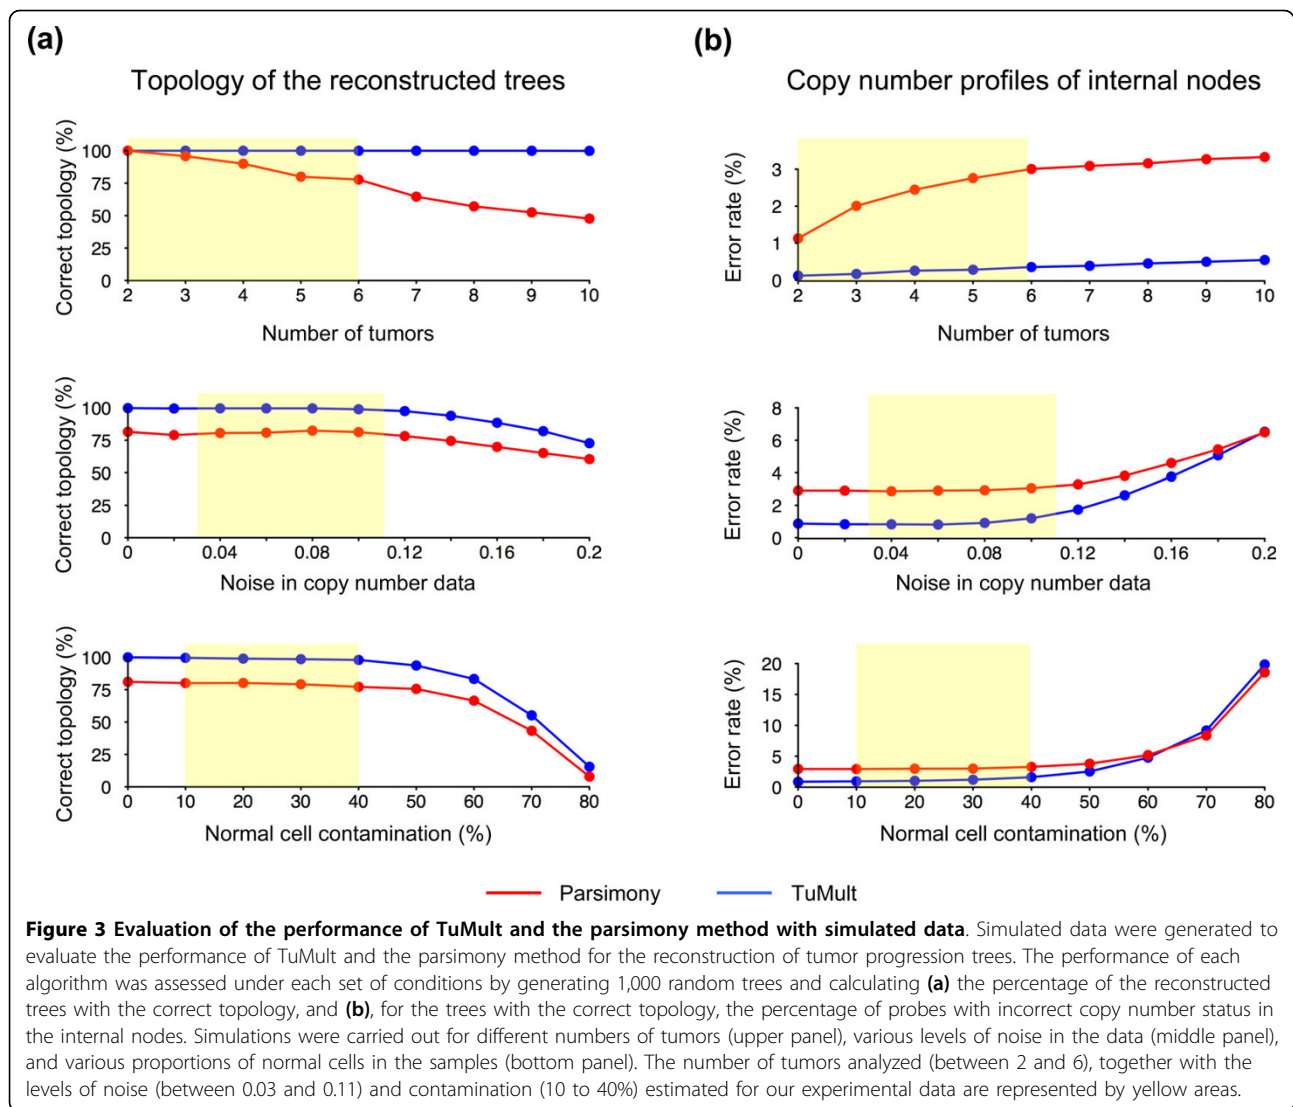 (a)
Topology of the reconstructed trees
Correct topology (%)
100
75
50
25
0
2 3 4 5 6 7 8 9 10
Number of tumors
Correct topology (%)
100
75
50
25
0
0 0.04 0.08 0.12 0.16 0.2
Noise in copy number data
Correct topology (%)
100
75
50
25
0
0 10 20 30 40 50 60 70 80
Normal cell contamination (%)
(b)
Copy number profiles of internal nodes
Error rate (%)
3
2
1
0
2 3 4 5 6 7 8 9 10
Number of tumors
Error rate (%)
8
6
4
2
0
0 0.04 0.08 0.12 0.16 0.2
Noise in copy number data
Error rate (%)
20
15
10
5
0
0 10 20 30 40 50 60 70 80
Normal cell contamination (%)
Parsimony TuMult
Figure 3 Evaluation of the performance of TuMult and the parsimony method with simulated data. Simulated data were generated to
evaluate the performance of TuMult and the parsimony method for the reconstruction of tumor progression trees. The performance of each
algorithm was assessed under each set of conditions by generating 1,000 random trees and calculating (a) the percentage of the reconstructed
trees with the correct topology, and (b), for the trees with the correct topology, the percentage of probes with incorrect copy number status in
the internal nodes. Simulations were carried out for different numbers of tumors (upper panel), various levels of noise in the data (middle panel),
and various proportions of normal cells in the samples (bottom panel). The number of tumors analyzed (between 2 and 6), together with the
levels of noise (between 0.03 and 0.11) and contamination (10 to 40%) estimated for our experimental data are represented by yellow areas.